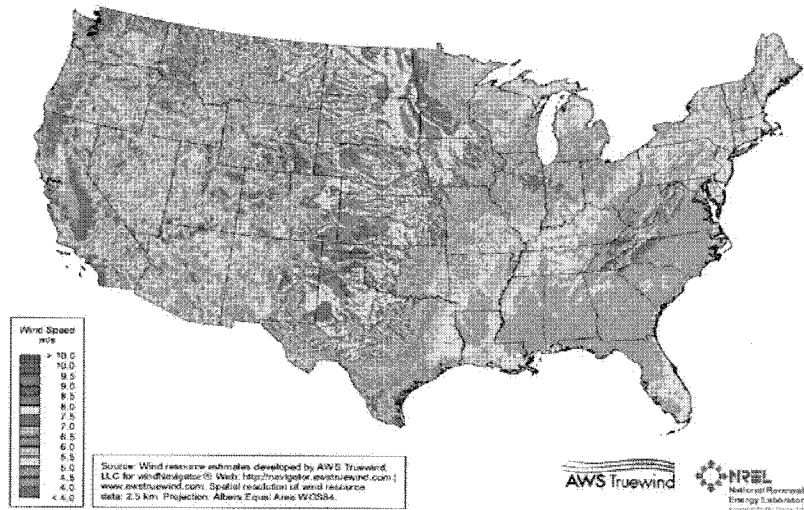 Wind Speed
m/s
> 10.0
10.0
9.5
9.0
8.5
8.0
7.5
7.0
6.5
6.0
5.5
5.0
4.5
4.0
< 4.0
Source: Wind resource estimates developed by AWS Truewind,
LLC for windNavigator®. Web: http://navigator.awstruewind.com |
www.awstruewind.com. Spatial resolution of wind resource
data: 2.5 km. Projection: Albers Equal Area WGS84.
AWS Truewind
NREL
National Renewable
Energy Laboratory